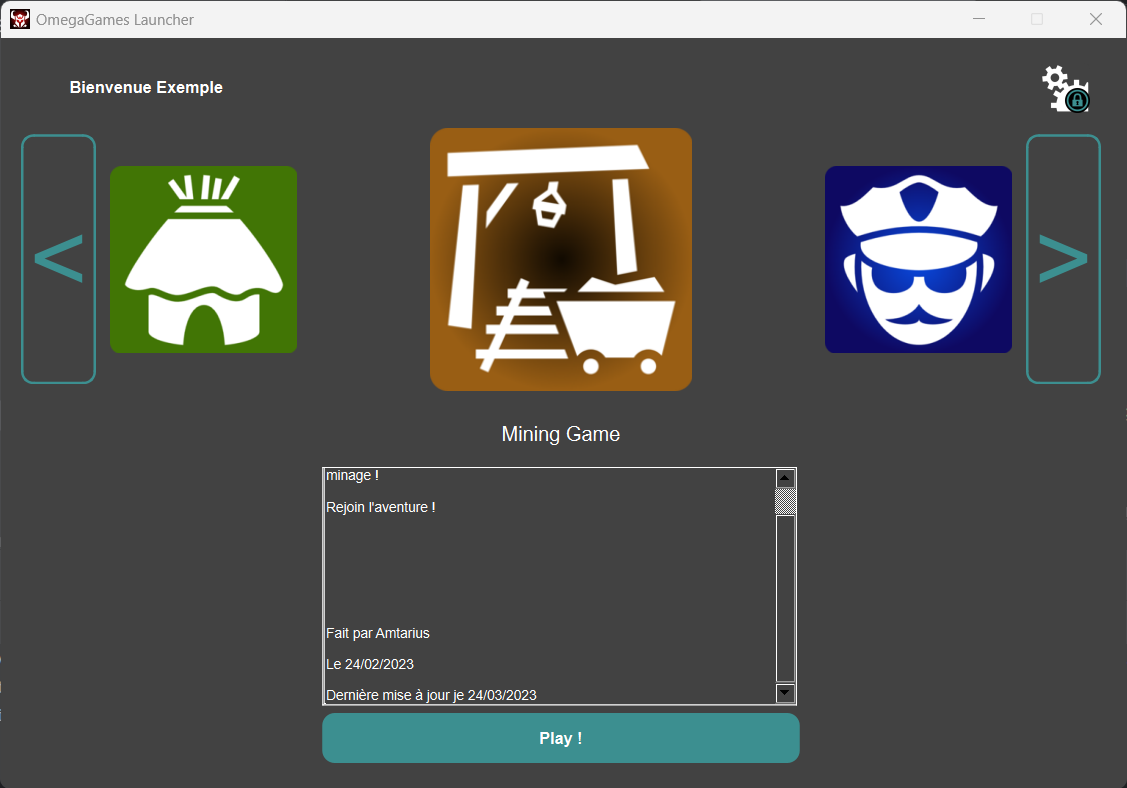 OmegaGames Launcher
Bienvenue Exemple
<
>
Mining Game
minage !
Rejoin l'aventure !
Fait par Amtarius
Le 24/02/2023
Dernière mise à jour je 24/03/2023
Play !